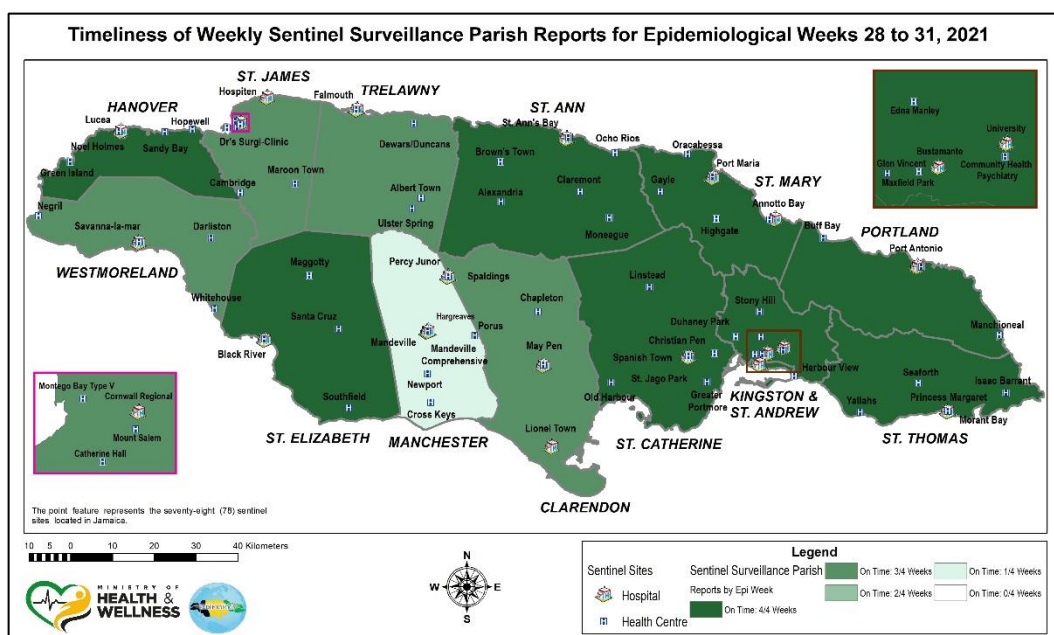 Timeliness of Weekly Sentinel Surveillance Parish Reports for Epidemiological Weeks 28 to 31, 2021
ST. JAMES
Hospiten
Falmouth
TRELAWNY
HANOVER
Lucea
Hopewell
ST. ANN
St. Ann's Bay
Ocho Rios
Edna Manley
University
Bustamante
Glen Vincent
Community Health
Psychiatry
Maxfield Park
Noel Holmes
Sandy Bay
Dr's Surgi-Clinic
Dewars/Duncans
Brown's Town
Oracabessa
Port Maria
Green Island
Maroon Town
Cambridge
Albert Town
Alexandria
Claremont
Gayle
ST. MARY
Annotto Bay
Negril
Savanna-la-mar
Darliston
Ulster Spring
Moneague
Highgate
Buff Bay
PORTLAND
Port Antonio
WESTMORELAND
Maggotty
Percy Junor
Spaldings
Linstead
Whitehouse
Santa Cruz
Hargreaves
Chapleton
Stony Hill
Manchioneal
Black River
Mandeville
Porus
Mandeville
Comprehensive
May Pen
Duhaney Park
Christian Pen
Spanish Town
Harbour View
Seaforth
Isaac Barrant
Montego Bay Type V
Cornwall Regional
Mount Salem
Catherine Hall
Southfield
Newport
Cross Keys
Old Harbour
St. Jago Park
Greater
Portmore
KINGSTON &
ST. ANDREW
Yallahs
Princess Margaret
Morant Bay
ST. ELIZABETH
MANCHESTER
Lionel Town
ST. CATHERINE
ST. THOMAS
CLARENDON
The point feature represents the seventy-eight (78) sentinel
sites located in Jamaica.
10 5 0 10 20 30 40 Kilometers
N
W E
S
MINISTRY OF
HEALTH &
WELLNESS
Legend
Sentinel Sites
Hospital
Health Centre
Sentinel Surveillance Parish
Reports by Epi Week
On Time: 4/4 Weeks
On Time: 3/4 Weeks
On Time: 2/4 Weeks
On Time: 1/4 Weeks
On Time: 0/4 Weeks